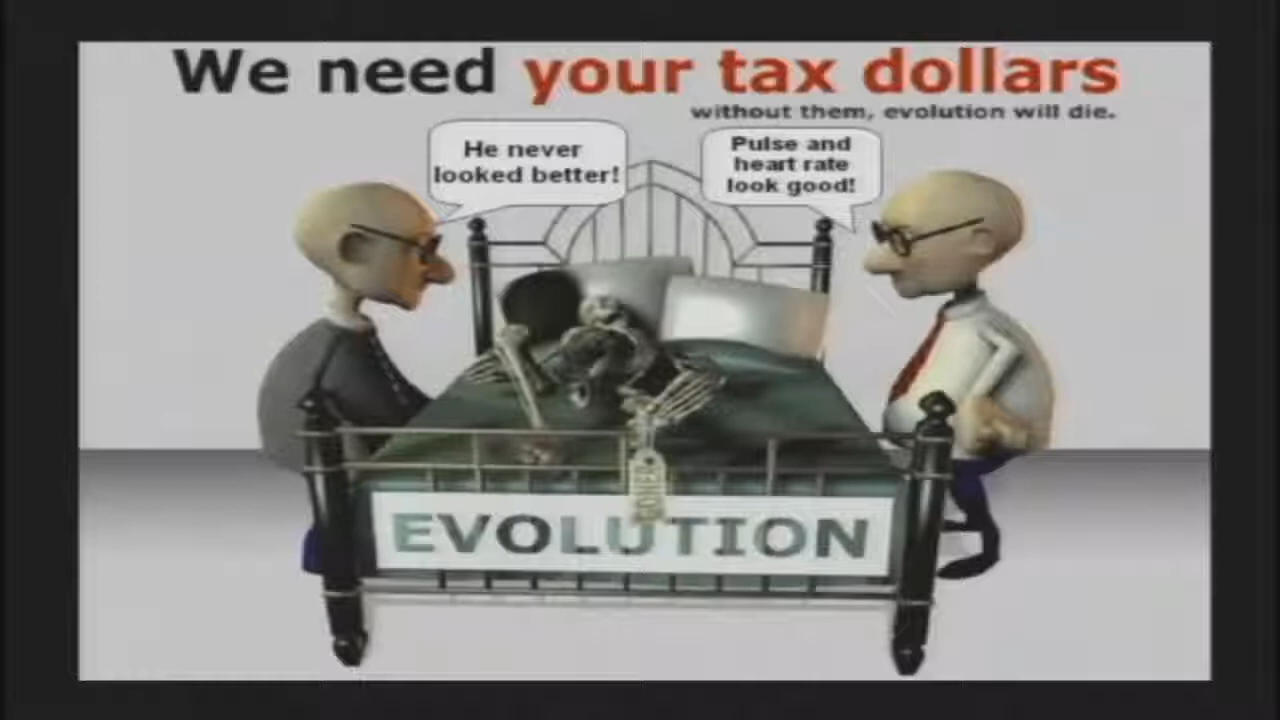 We need your tax dollars
without them, evolution will die.
He never
looked better!
Pulse and
heart rate
look good!
EVOLUTION